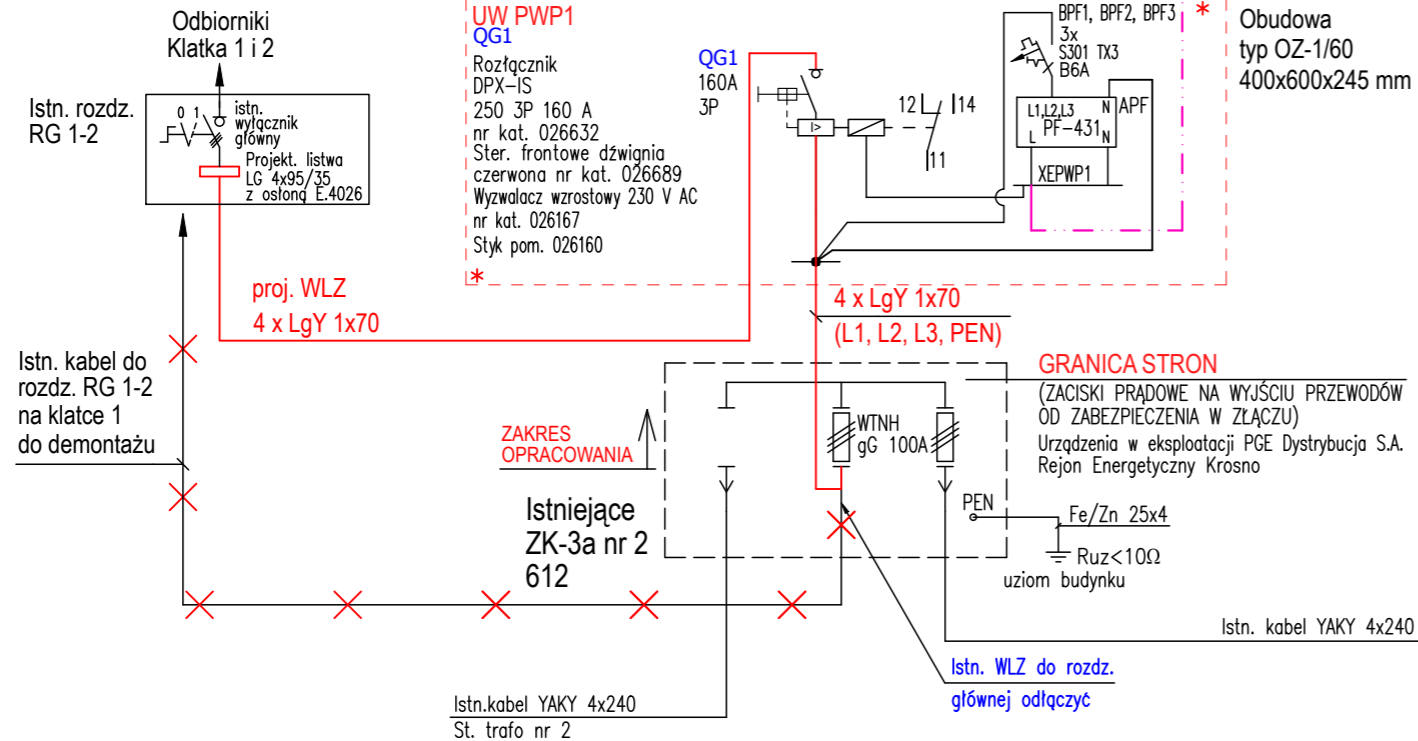 Odbiorniki
Klatka 1 i 2
Istn. rozdz.
RG 1-2
0 1
istn.
wyłącznik
główny
Projekt. listwa
LG 4x95/35
z osłoną E.4026
UW PWP1
QG1
Rozłącznik
DPX-IS
250 3P 160 A
nr kat. 026632
Ster. frontowe dźwignia
czerwona nr kat. 026689
Wyzwalacz wzrostowy 230 V AC
nr kat. 026167
Styk pom. 026160
*
QG1
160A
3P
I>
12 14
11
BPF1, BPF2, BPF3
3x
S301 TX3
B6A
L1,L2,L3 N
PF-431
L N
APF
XEPWP1
*
Obudowa
typ OZ-1/60
400x600x245 mm
proj. WLZ
4 x LgY 1x70
4 x LgY 1x70
(L1, L2, L3, PEN)
Istn. kabel do
rozdz. RG 1-2
na klatce 1
do demontażu
ZAKRES
OPRACOWANIA
WTNH
gG 100A
GRANICA STRON
(ZACISKI PRĄDOWE NA WYJŚCIU PRZEWODÓW
OD ZABEZPIECZENIA W ZŁĄCZU)
Urządzenia w eksploatacji PGE Dystrybucja S.A.
Rejon Energetyczny Krosno
Istniejące
ZK-3a nr 2
612
PEN
Fe/Zn 25x4
Ruz<10Ω
uziom budynku
Istn. kabel YAKY 4x240
Istn. WLZ do rozdz.
głównej odłączyć
Istn.kabel YAKY 4x240
St. trafo nr 2